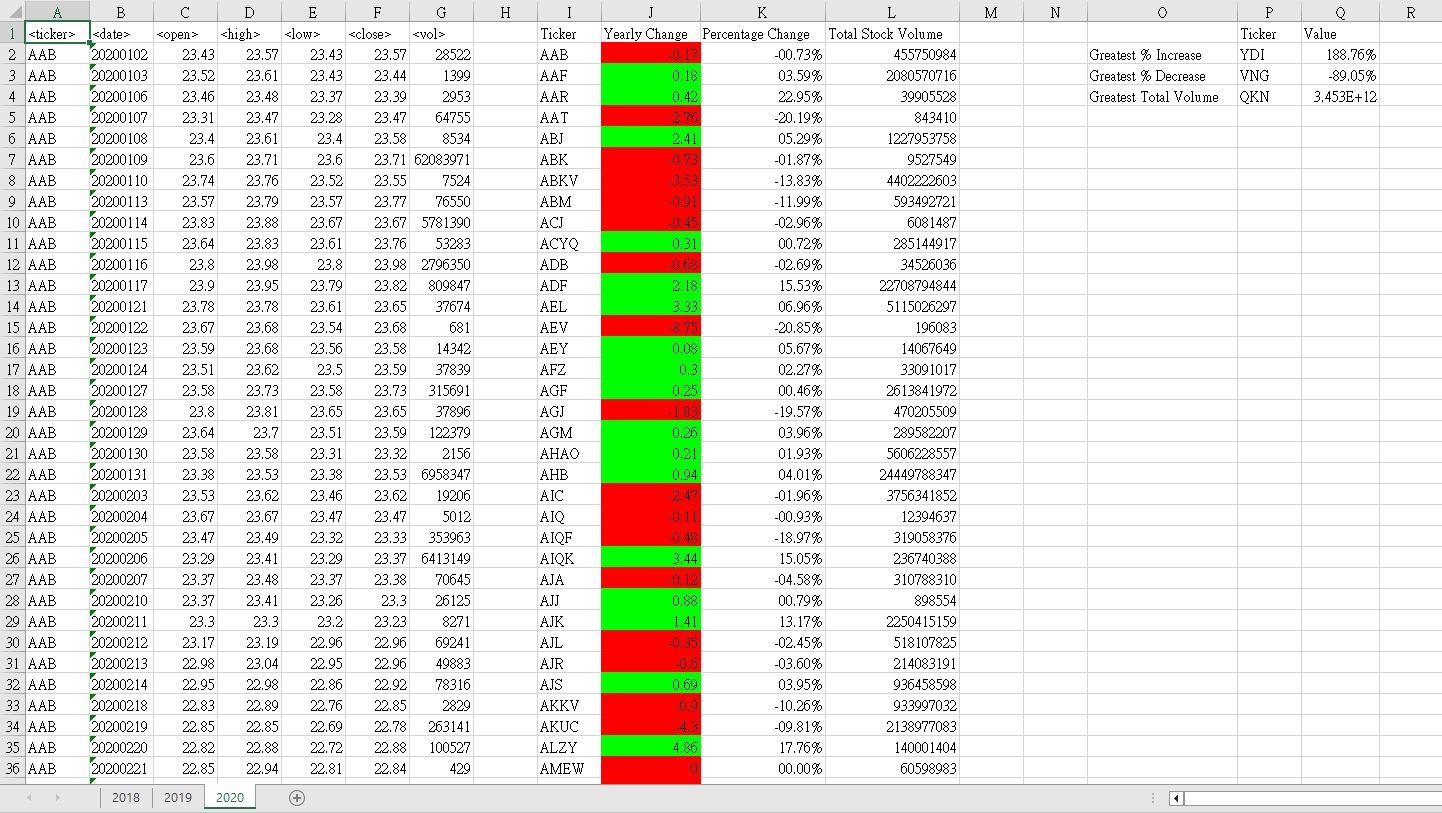 A B C D E F G H I J K L M N O P Q R
1 <ticker> <date> <open> <high> <low> <close> <vol> Ticker Yearly Change Percentage Change Total Stock Volume Ticker Value
2 AAB 20200102 23.43 23.57 23.43 23.57 28522 AAB -0.17 -00.73% 455750984 Greatest % Increase YDI 188.76%
3 AAB 20200103 23.52 23.61 23.43 23.44 1399 AAF 0.18 03.59% 2080570716 Greatest % Decrease VNG -89.05%
4 AAB 20200106 23.46 23.48 23.37 23.39 2953 AAR 0.42 22.95% 39905528 Greatest Total Volume QKN 3.453E+12
5 AAB 20200107 23.31 23.47 23.28 23.47 64755 AAT -2.76 -20.19% 843410
6 AAB 20200108 23.4 23.61 23.4 23.58 8534 ABJ 2.41 05.29% 1227953758
7 AAB 20200109 23.6 23.71 23.6 23.71 62083971 ABK -0.73 -01.87% 9527549
8 AAB 20200110 23.74 23.76 23.52 23.55 7524 ABKV -3.53 -13.83% 4402222603
9 AAB 20200113 23.57 23.79 23.57 23.77 76550 ABM -0.91 -11.99% 593492721
10 AAB 20200114 23.83 23.88 23.67 23.67 5781390 ACJ -0.45 -02.96% 6081487
11 AAB 20200115 23.64 23.83 23.61 23.76 53283 ACYQ 0.31 00.72% 285144917
12 AAB 20200116 23.8 23.98 23.8 23.98 2796350 ADB -0.68 -02.69% 34526036
13 AAB 20200117 23.9 23.95 23.79 23.82 809847 ADF 2.18 15.53% 22708794844
14 AAB 20200121 23.78 23.78 23.61 23.65 37674 AEL 3.33 06.96% 5115026297
15 AAB 20200122 23.67 23.68 23.54 23.68 681 AEV -8.75 -20.85% 196083
16 AAB 20200123 23.59 23.68 23.56 23.58 14342 AEY 0.08 05.67% 14067649
17 AAB 20200124 23.51 23.62 23.5 23.59 37839 AFZ 0.3 02.27% 33091017
18 AAB 20200127 23.58 23.73 23.58 23.73 315691 AGF 0.25 00.46% 2613841972
19 AAB 20200128 23.8 23.81 23.65 23.65 37896 AGJ -1.83 -19.57% 470205509
20 AAB 20200129 23.64 23.7 23.51 23.59 122379 AGM 0.26 03.96% 289582207
21 AAB 20200130 23.58 23.58 23.31 23.32 2156 AHAO 0.21 01.93% 5606228557
22 AAB 20200131 23.38 23.53 23.38 23.53 6958347 AHB 0.94 04.01% 24449788347
23 AAB 20200203 23.53 23.62 23.46 23.62 19206 AIC -2.47 -01.96% 3756341852
24 AAB 20200204 23.67 23.67 23.47 23.47 5012 AIQ -0.11 -00.93% 12394637
25 AAB 20200205 23.47 23.49 23.32 23.33 353963 AIQF -0.48 -18.97% 319058376
26 AAB 20200206 23.29 23.41 23.29 23.37 6413149 AIQK 3.44 15.05% 236740388
27 AAB 20200207 23.37 23.48 23.37 23.38 70645 AJA -0.12 -04.58% 310788310
28 AAB 20200210 23.37 23.41 23.26 23.3 26125 AJJ 0.88 00.79% 898554
29 AAB 20200211 23.3 23.3 23.2 23.23 8271 AJK 1.41 13.17% 2250415159
30 AAB 20200212 23.17 23.19 22.96 22.96 69241 AJL -0.35 -02.45% 518107825
31 AAB 20200213 22.98 23.04 22.95 22.96 49883 AJR -0.6 -03.60% 214083191
32 AAB 20200214 22.95 22.98 22.86 22.92 78316 AJS 0.69 03.95% 936458598
33 AAB 20200218 22.83 22.89 22.76 22.85 2829 AKKV -0.9 -10.26% 933997032
34 AAB 20200219 22.85 22.85 22.69 22.78 263141 AKUC -4.3 -09.81% 2138977083
35 AAB 20200220 22.82 22.88 22.72 22.88 100527 ALZY 4.86 17.76% 140001404
36 AAB 20200221 22.85 22.94 22.81 22.84 429 AMEW 0 00.00% 60598983
2018 2019 2020